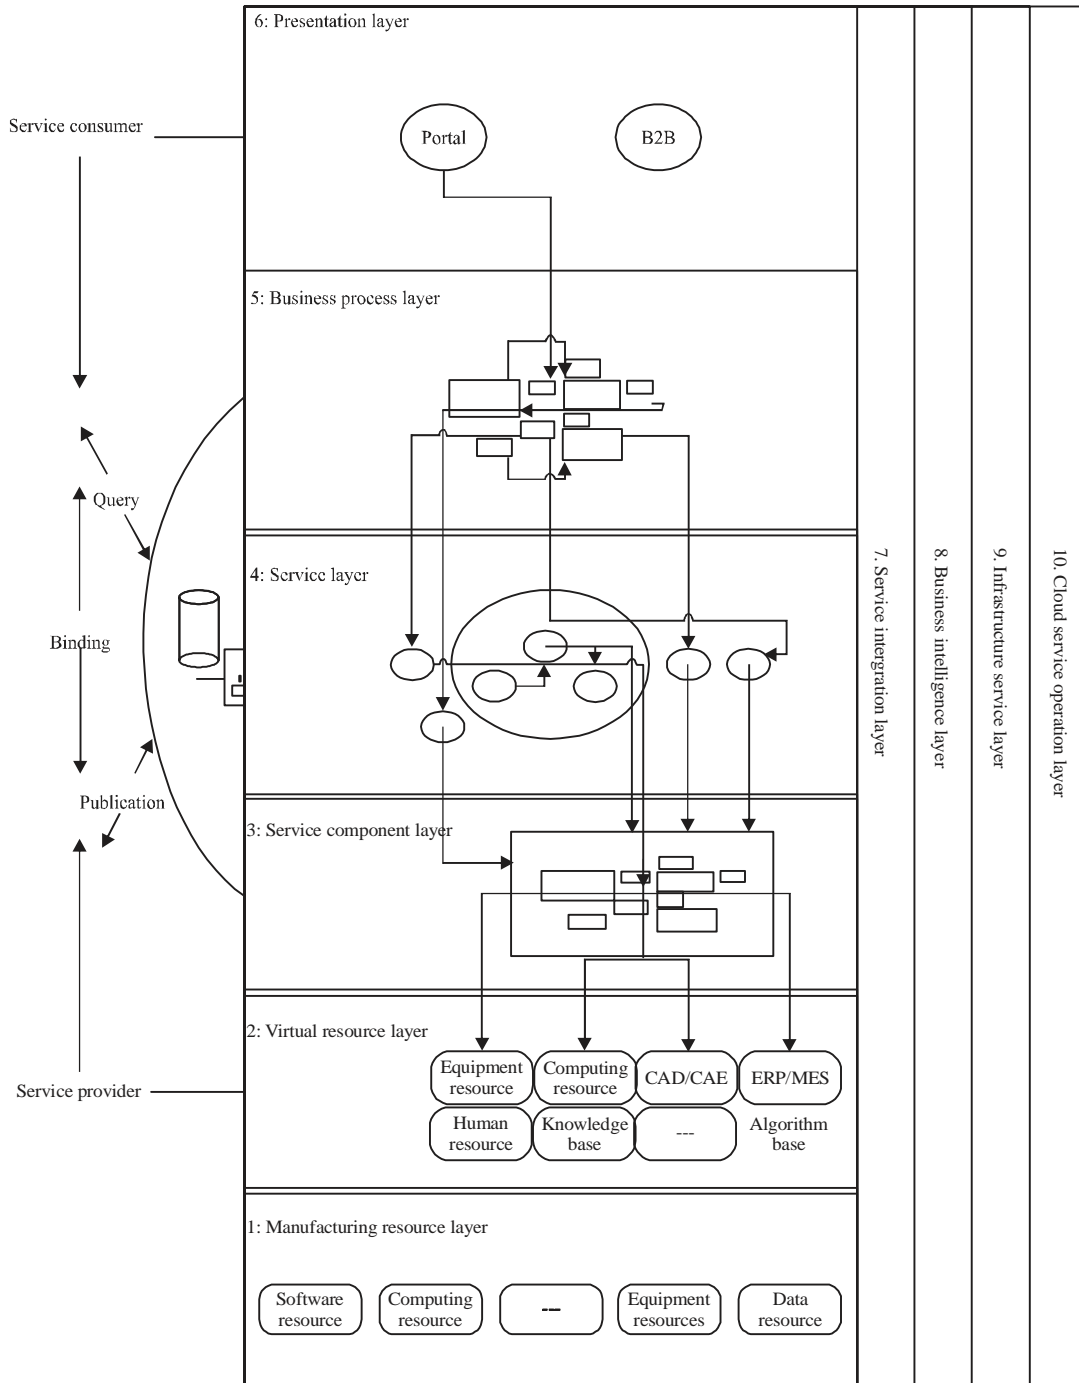 6: Presentation layer
Service consumer
Portal
B2B
5: Business process layer
Query
4: Service layer
Binding
Publication
3: Service component layer
2: Virtual resource layer
Equipment
resource
Computing
resource
CAD/CAE
ERP/MES
Service provider
Human
resource
Knowledge
base
---
Algorithm
base
1: Manufacturing resource layer
Software
resource
Computing
resource
---
Equipment
resources
Data
resource
7. Service intergration layer
8. Business intelligence layer
9. Infrastructure service layer
10. Cloud service operation layer